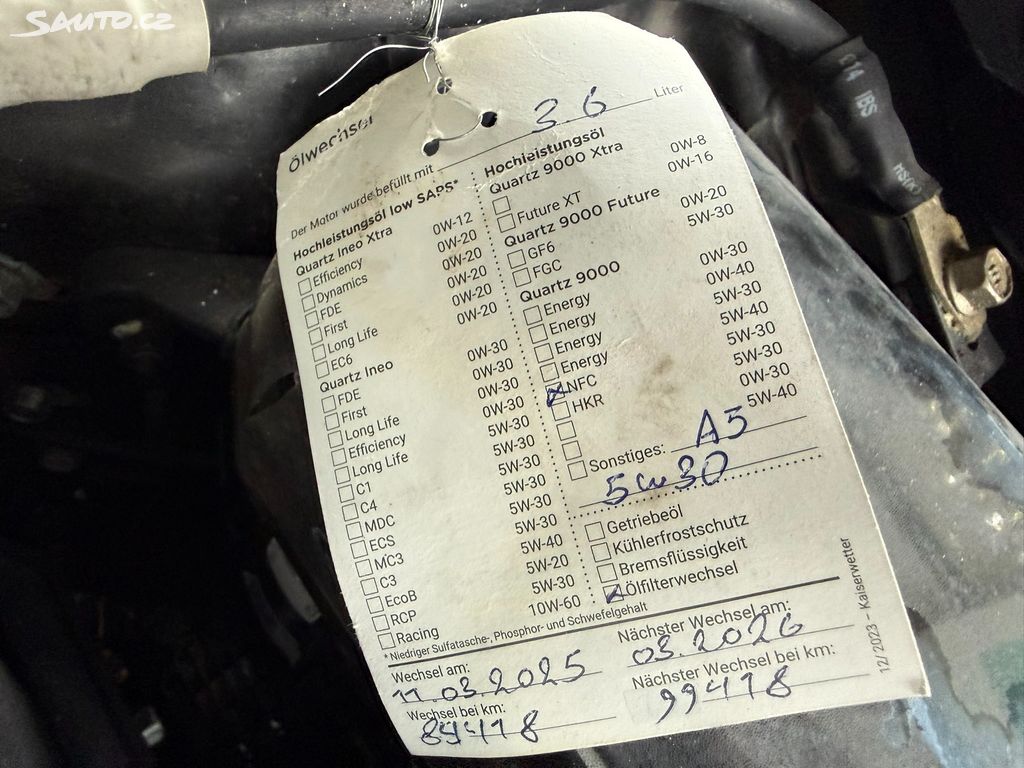 SAUTO.CZ
Ölwechsel
Der Motor wurde befüllt mit 3.6 Liter
Hochleistungsöl low SAPS*
Quartz Ineo Xtra
Efficiency 0W-12
Dynamics 0W-20
FDE 0W-20
First 0W-20
Long Life 0W-20
EC6 0W-20
Quartz Ineo
FDE 0W-30
First 0W-30
Long Life 0W-30
Efficiency 0W-30
Long Life 5W-30
C1 5W-30
C4 5W-30
MDC 5W-30
ECS 5W-30
MC3 5W-30
C3 5W-40
EcoB 5W-20
RCP 5W-30
Racing 10W-60
* Niedriger Sulfatasche-, Phosphor- und Schwefelgehalt
Hochleistungsöl
Quartz 9000 Xtra
0W-8
Future XT 0W-16
Quartz 9000 Future
GF6 0W-20
FGC 5W-30
Quartz 9000
Energy 0W-30
Energy 0W-40
Energy 5W-30
Energy 5W-40
NFC 5W-30
HKR 5W-30
0W-30
5W-40
Sonstiges: A5
5w30
Getriebeöl
Kühlerfrostschutz
Bremsflüssigkeit
Ölfilterwechsel
Wechsel am:
11.03.2025
Wechsel bei km:
89418
Nächster Wechsel am:
03.2026
Nächster Wechsel bei km:
99418
12/2023 - Kaiserwetter
IBS